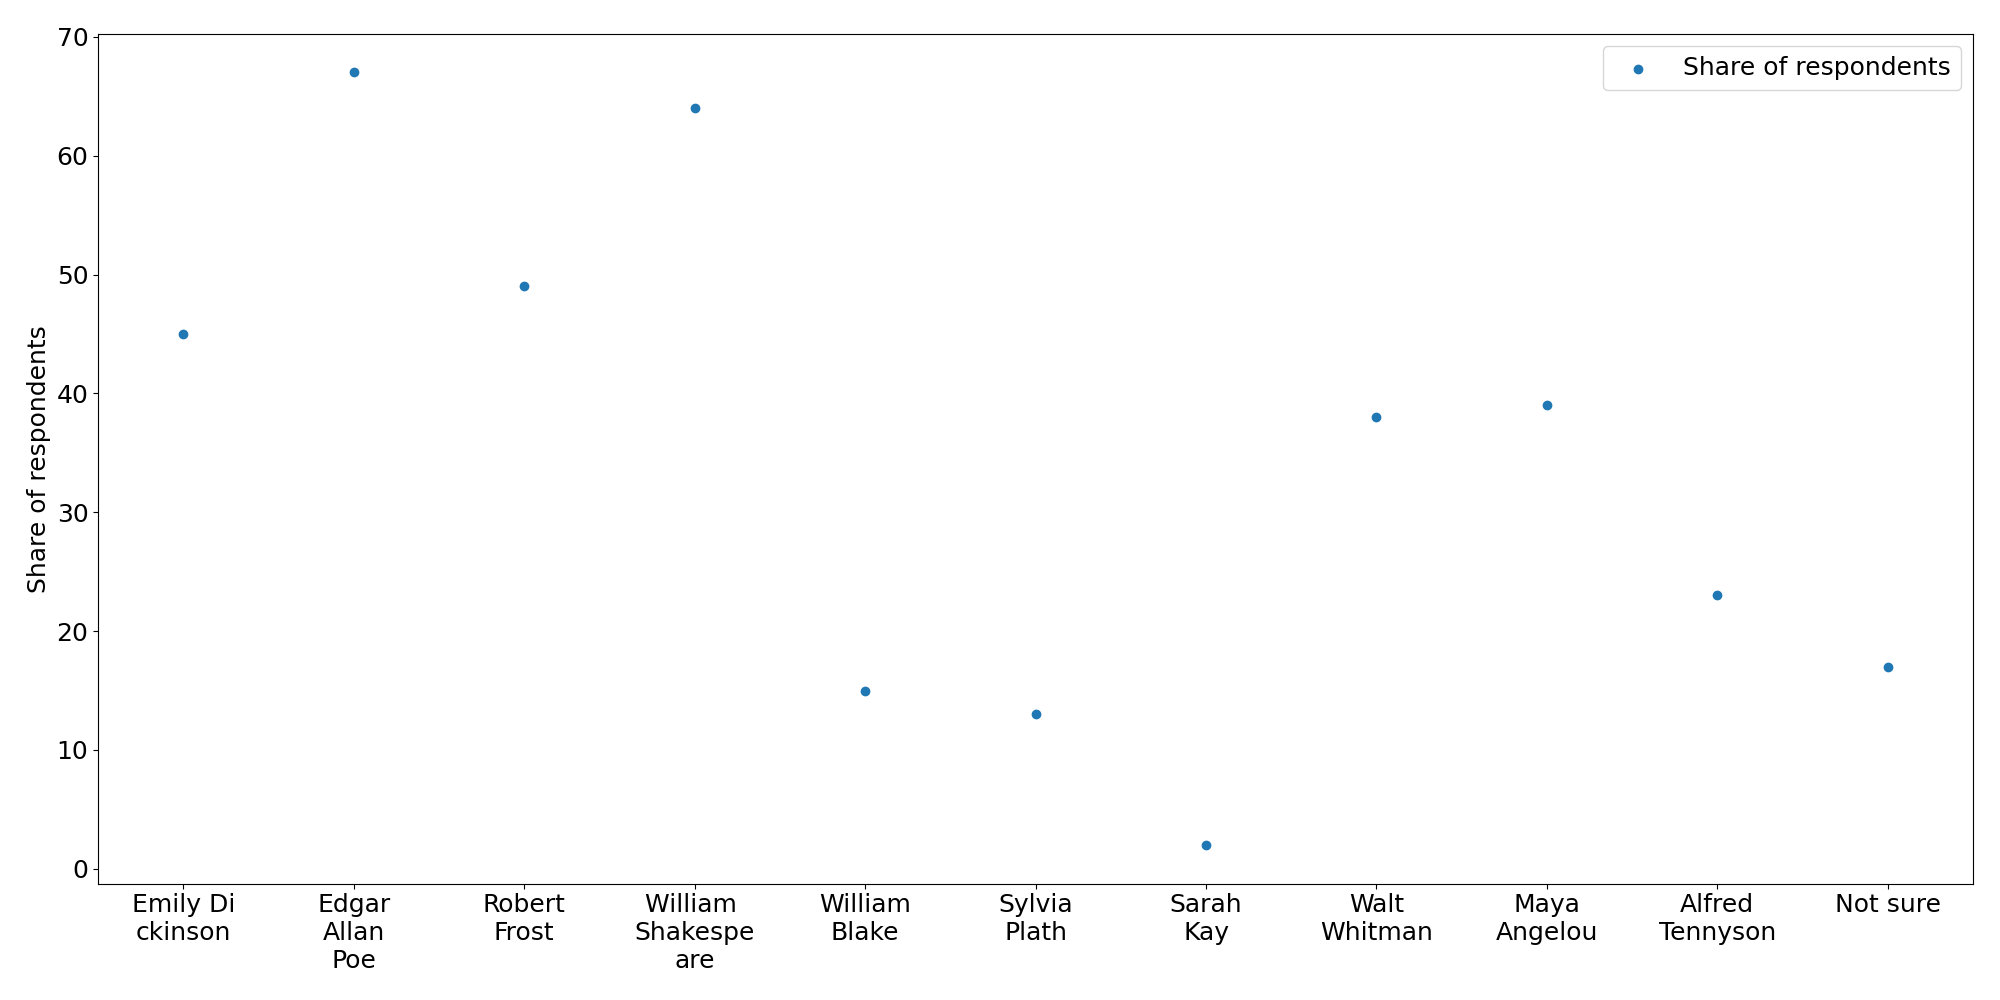 70
60
50
40
30
20
10
0
Share of respondents
Share of respondents
Emily Di
ckinson
Edgar
Allan
Poe
Robert
Frost
William
Shakespe
are
William
Blake
Sylvia
Plath
Sarah
Kay
Walt
Whitman
Maya
Angelou
Alfred
Tennyson
Not sure